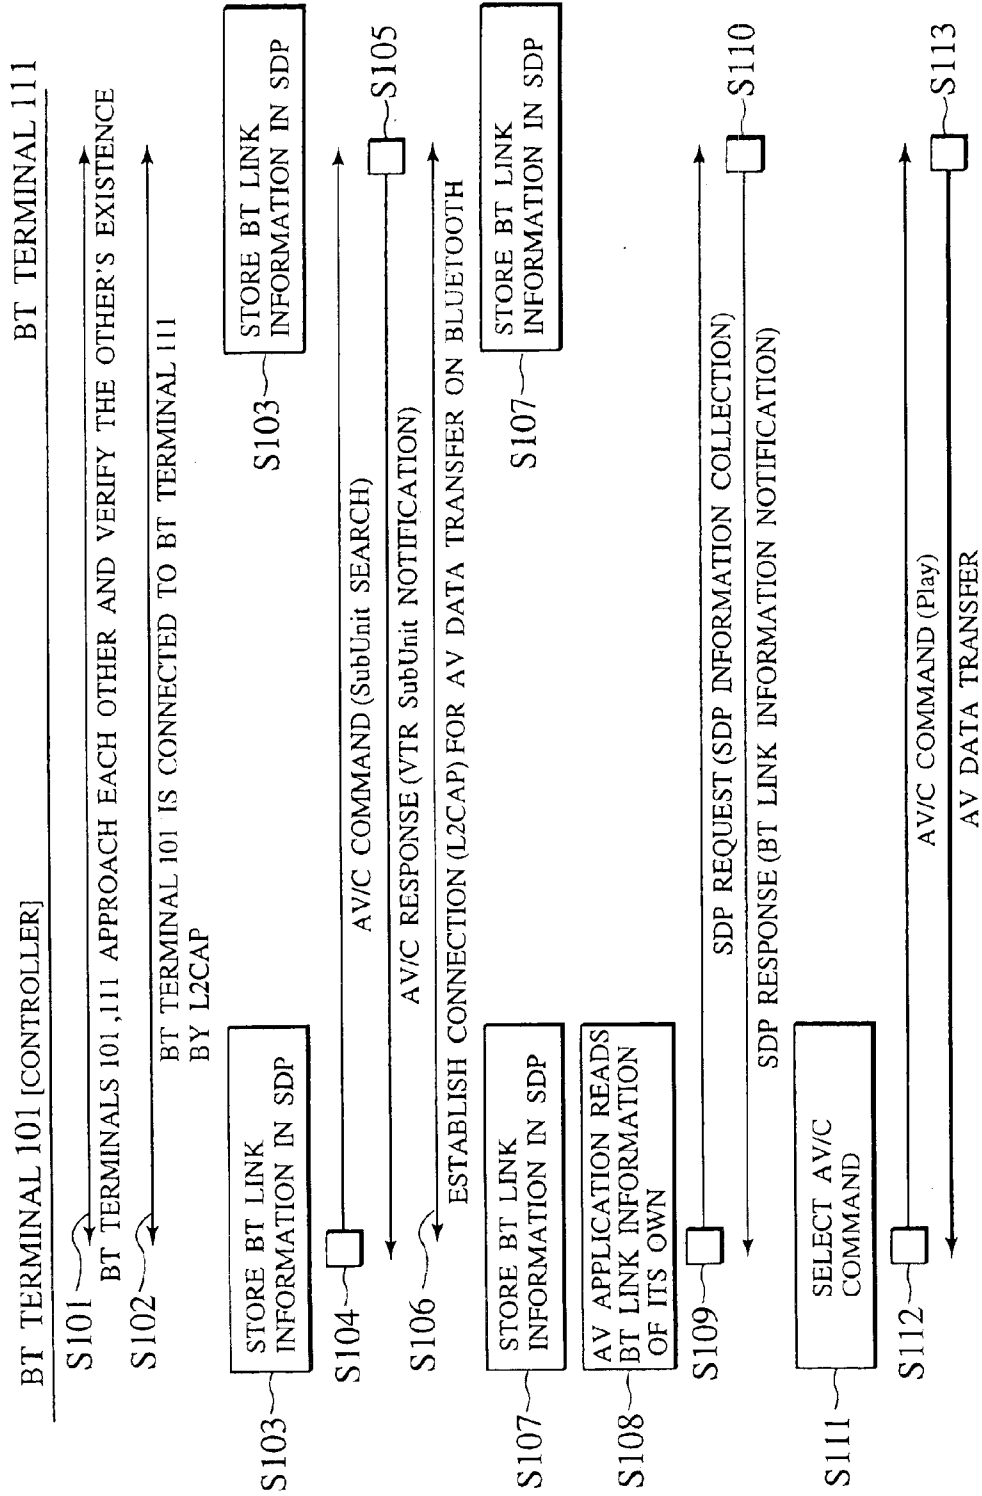 BT TERMINAL 101 [CONTROLLER]
BT TERMINAL 111
S101
BT TERMINALS 101,111 APPROACH EACH OTHER AND VERIFY THE OTHER'S EXISTENCE
S102
BT TERMINAL 101 IS CONNECTED TO BT TERMINAL 111
BY L2CAP
S103
STORE BT LINK
INFORMATION IN SDP
S103
STORE BT LINK
INFORMATION IN SDP
S104
AV/C COMMAND (SubUnit SEARCH)
S105
AV/C RESPONSE (VTR SubUnit NOTIFICATION)
S106
ESTABLISH CONNECTION (L2CAP) FOR AV DATA TRANSFER ON BLUETOOTH
S107
STORE BT LINK
INFORMATION IN SDP
S107
STORE BT LINK
INFORMATION IN SDP
S108
AV APPLICATION READS
BT LINK INFORMATION
OF ITS OWN
S109
SDP REQUEST (SDP INFORMATION COLLECTION)
S110
SDP RESPONSE (BT LINK INFORMATION NOTIFICATION)
S111
SELECT AV/C
COMMAND
S112
AV/C COMMAND (Play)
S113
AV DATA TRANSFER